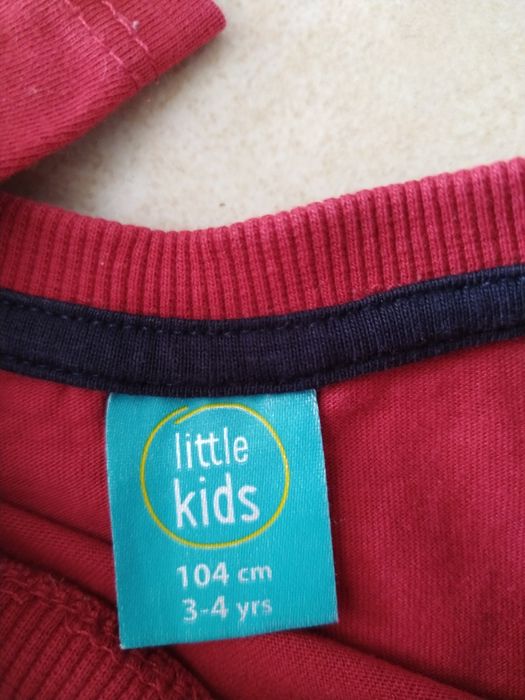 little
kids
104 cm
3-4 yrs